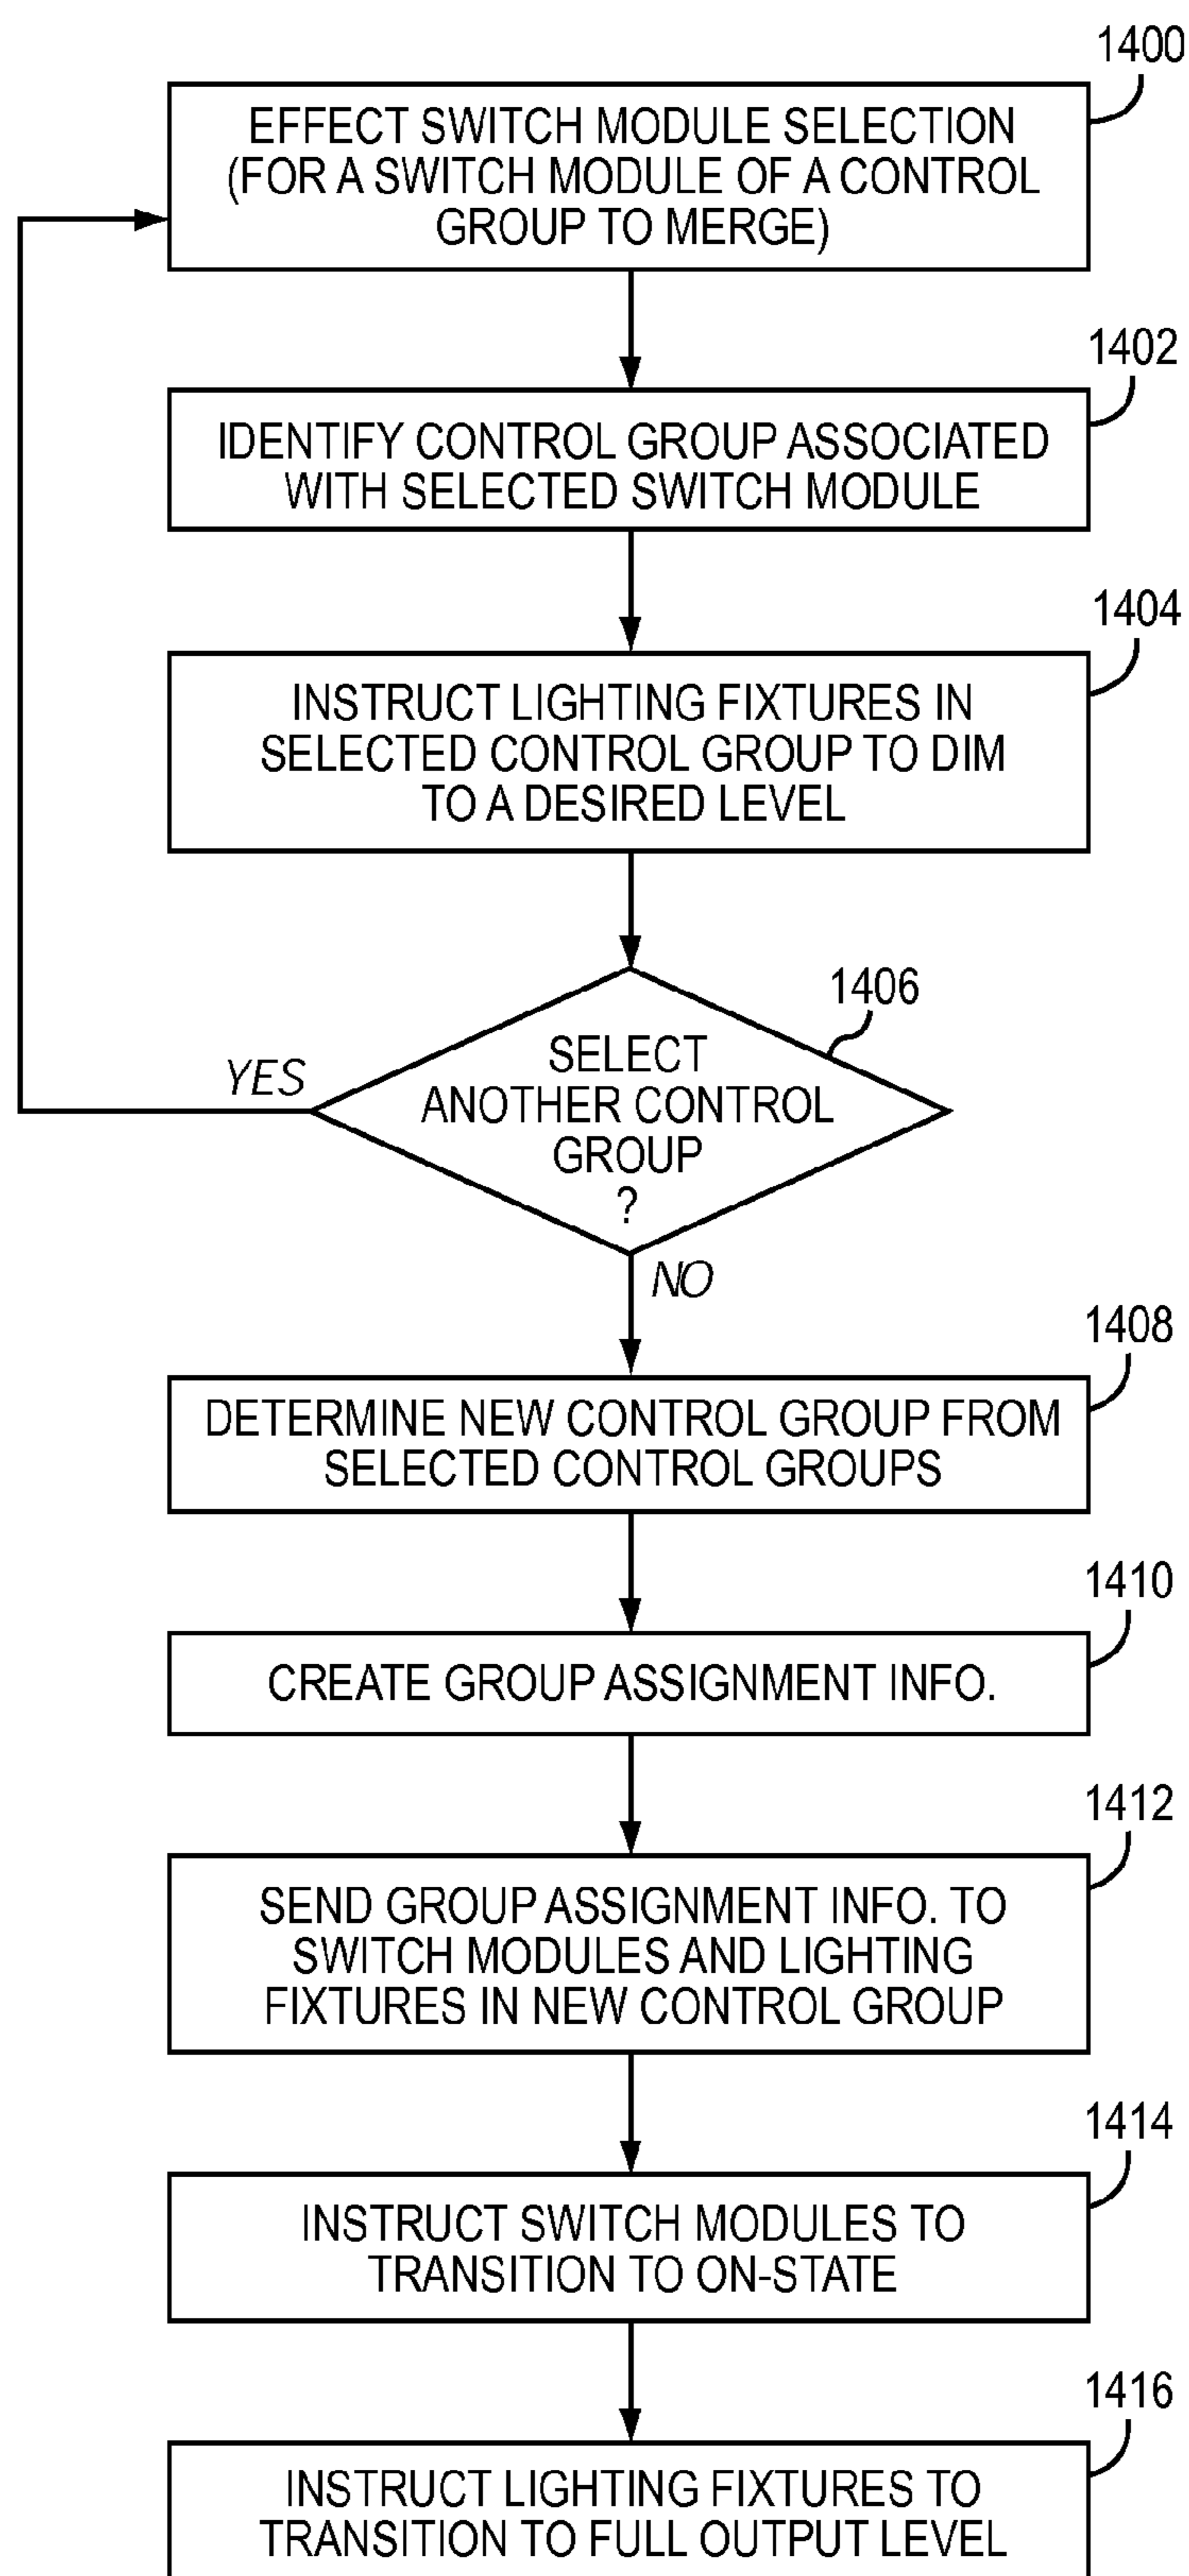 1400
EFFECT SWITCH MODULE SELECTION
(FOR A SWITCH MODULE OF A CONTROL
GROUP TO MERGE)
1402
IDENTIFY CONTROL GROUP ASSOCIATED
WITH SELECTED SWITCH MODULE
1404
INSTRUCT LIGHTING FIXTURES IN
SELECTED CONTROL GROUP TO DIM
TO A DESIRED LEVEL
1406
SELECT
ANOTHER CONTROL
GROUP
?
YES
NO
1408
DETERMINE NEW CONTROL GROUP FROM
SELECTED CONTROL GROUPS
1410
CREATE GROUP ASSIGNMENT INFO.
1412
SEND GROUP ASSIGNMENT INFO. TO
SWITCH MODULES AND LIGHTING
FIXTURES IN NEW CONTROL GROUP
1414
INSTRUCT SWITCH MODULES TO
TRANSITION TO ON-STATE
1416
INSTRUCT LIGHTING FIXTURES TO
TRANSITION TO FULL OUTPUT LEVEL